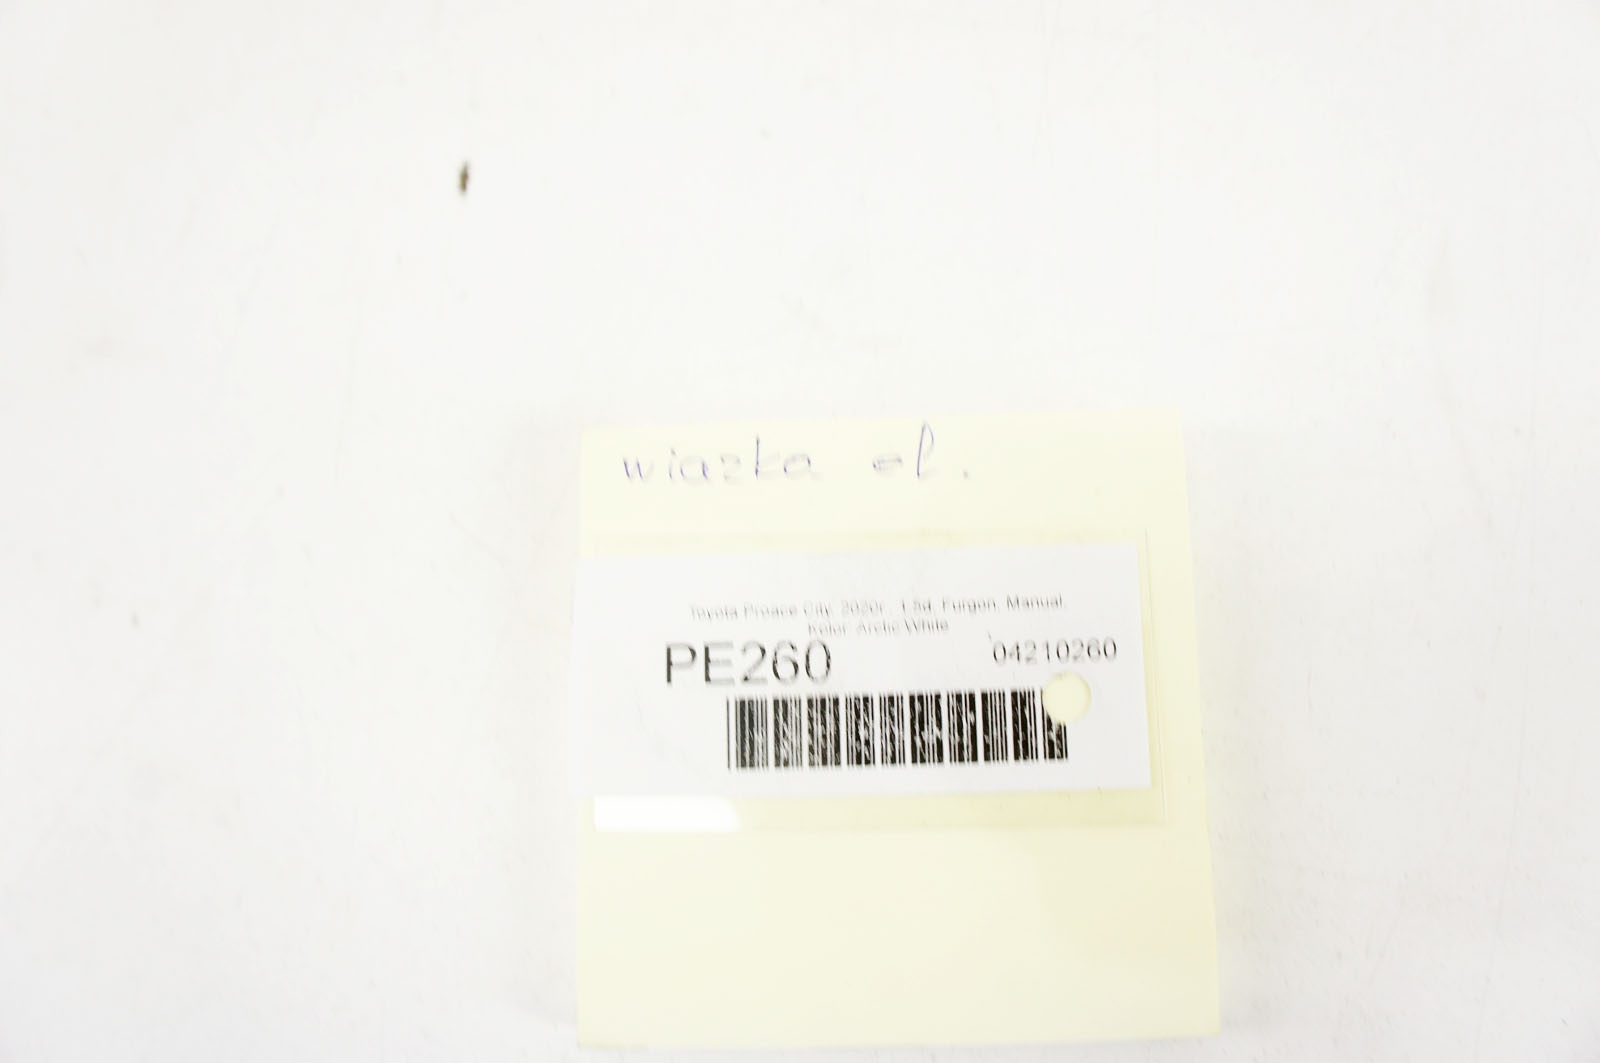 wiazka el.
Toyota Proace City, 2020r., 1.5d, Furgon, Manual,
Kolor: Arctic White
PE260
04210260